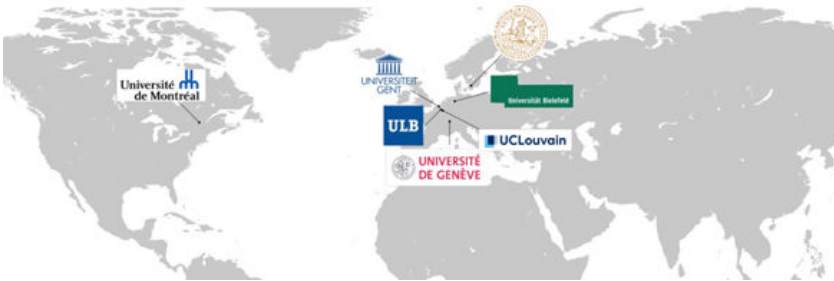 Université
de Montréal
UNIVERSITEIT
GENT
Universität Bielefeld
ULB
UCLouvain
UNIVERSITÉ
DE GENÈVE